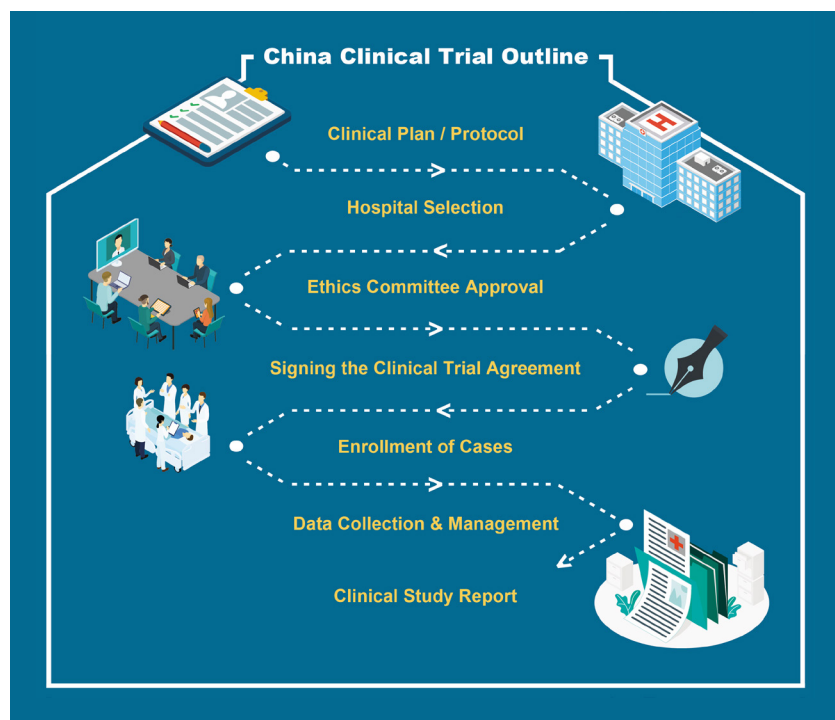 China Clinical Trial Outline
Clinical Plan / Protocol
H
Hospital Selection
Ethics Committee Approval
Signing the Clinical Trial Agreement
Enrollment of Cases
Data Collection & Management
Clinical Study Report